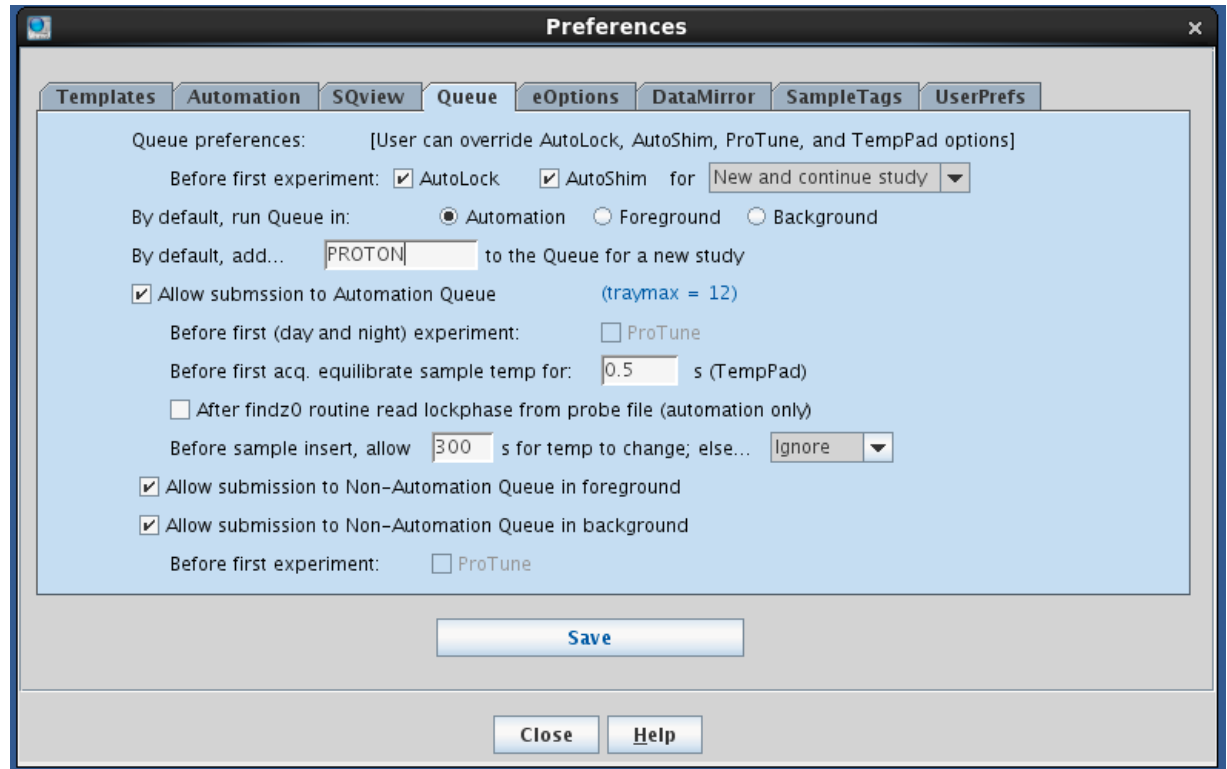 Preferences
Templates Automation SQview Queue eOptions DataMirror SampleTags UserPrefs
Queue preferences: [User can override AutoLock, AutoShim, ProTune, and TempPad options]
Before first experiment: AutoLock AutoShim for New and continue study
By default, run Queue in: Automation Foreground Background
By default, add... PROTON to the Queue for a new study
Allow submssion to Automation Queue (traymax = 12)
Before first (day and night) experiment: ProTune
Before first acq. equilibrate sample temp for: 0.5 s (TempPad)
After findz0 routine read lockphase from probe file (automation only)
Before sample insert, allow 300 s for temp to change; else... Ignore
Allow submission to Non-Automation Queue in foreground
Allow submission to Non-Automation Queue in background
Before first experiment: ProTune
Save
Close Help